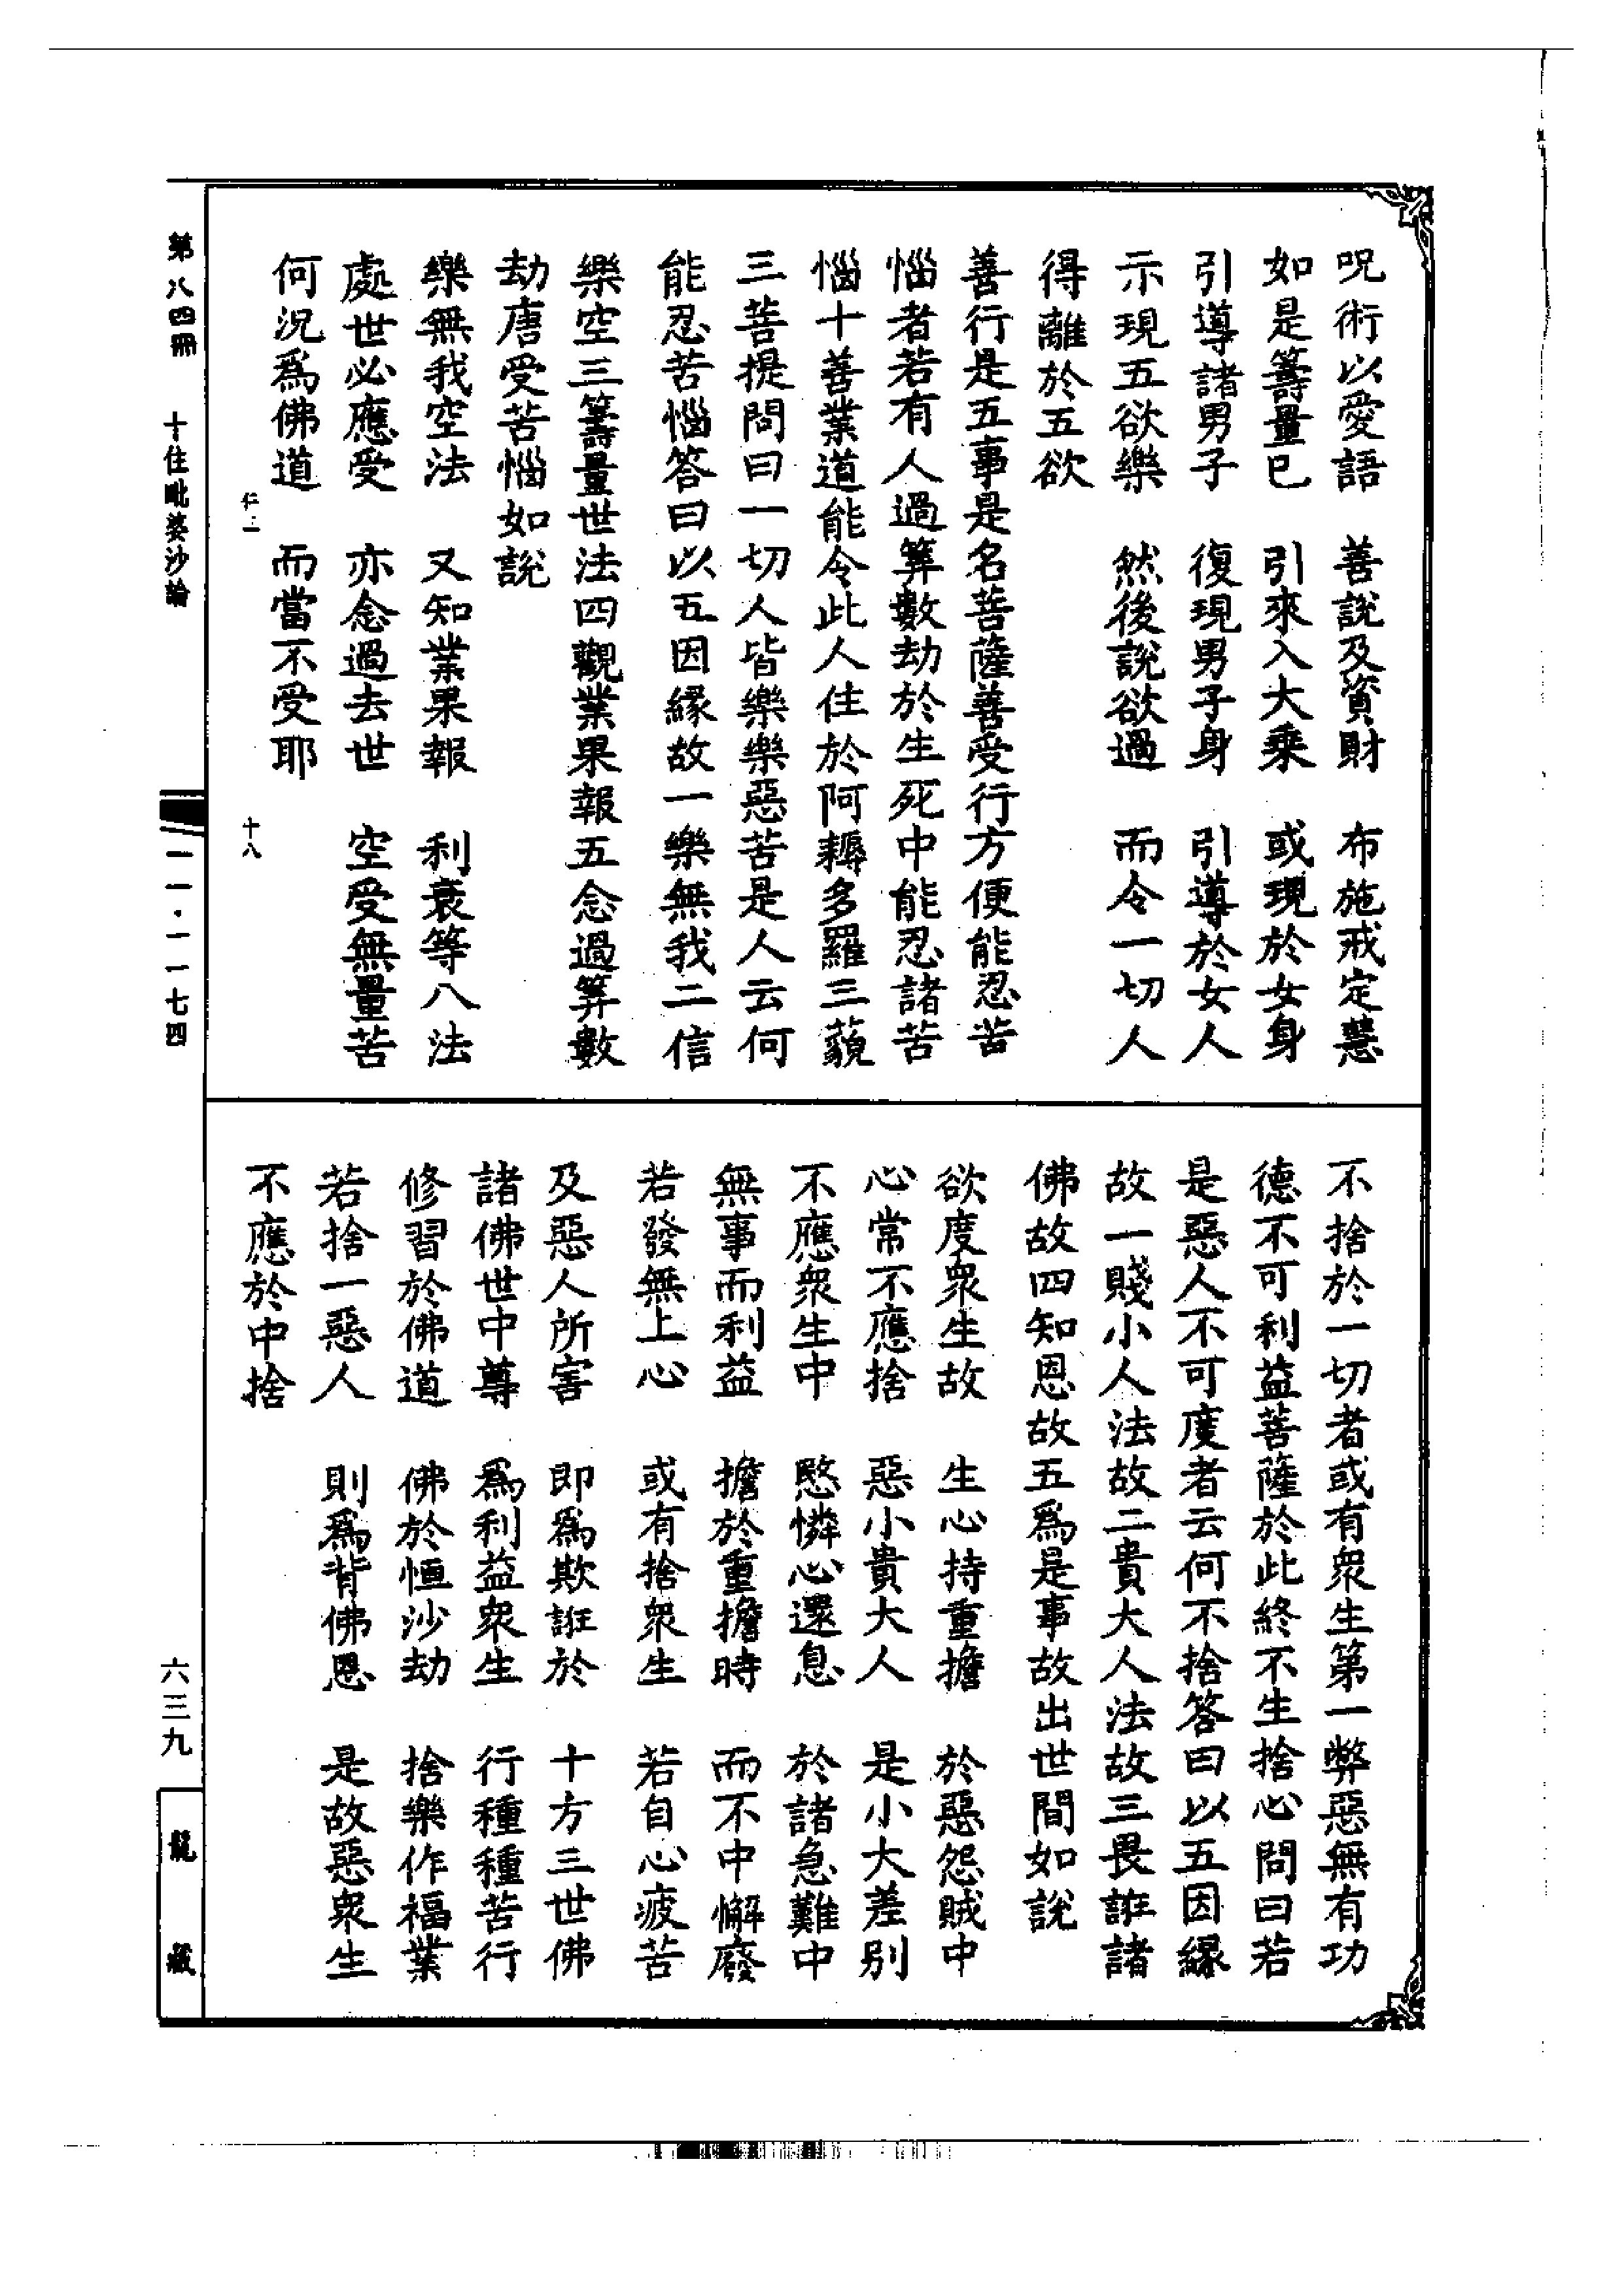 呪術以愛語　善說及資財　布施戒定慧
如是籌量已　引來入大乘　或現於女身
引導諸男子　復現男子身　引導於女人
示現五欲樂　然後說欲過　而令一切人
得離於五欲
善行是五事是名菩薩善受行方便能忍苦
惱者若有人過筭數劫於生死中能忍諸苦
惱十善業道能令此人住於阿耨多羅三藐
三菩提問曰一切人皆樂樂惡苦是人云何
能忍苦惱答曰以五因緣故一樂無我二信
樂空三籌量世法四觀業果報五念過筭數
劫唐受苦惱如說
樂無我空法　又知業果報　利衰等八法
處世必應受　亦念過去世　空受無量苦
何況爲佛道　而當不受耶
仁一　十八
不捨於一切者或有衆生第一弊惡無有功
德不可利益菩薩於此終不生捨心問曰若
是惡人不可度者云何不捨答曰以五因緣
故一賤小人法故二貴大人法故三畏誑諸
佛故四知恩故五爲是事故出世間如說
欲度衆生故　生心持重擔　於惡怨賊中
心常不應捨　惡小貴大人　是小大差別
不應衆生中　愍憐心還息　於諸急難中
無事而利益　擔於重擔時　而不中懈廢
若發無上心　或有捨衆生　若自心疲苦
及惡人所害　即爲欺誑於　十方三世佛
諸佛世中尊　爲利益衆生　行種種苦行
修習於佛道　佛於恒沙劫　捨樂作福業
若捨一惡人　則爲背佛恩　是故惡衆生
不應於中捨
第八四冊　十住毗婆沙論　一一·一一七四　六三九　龍藏